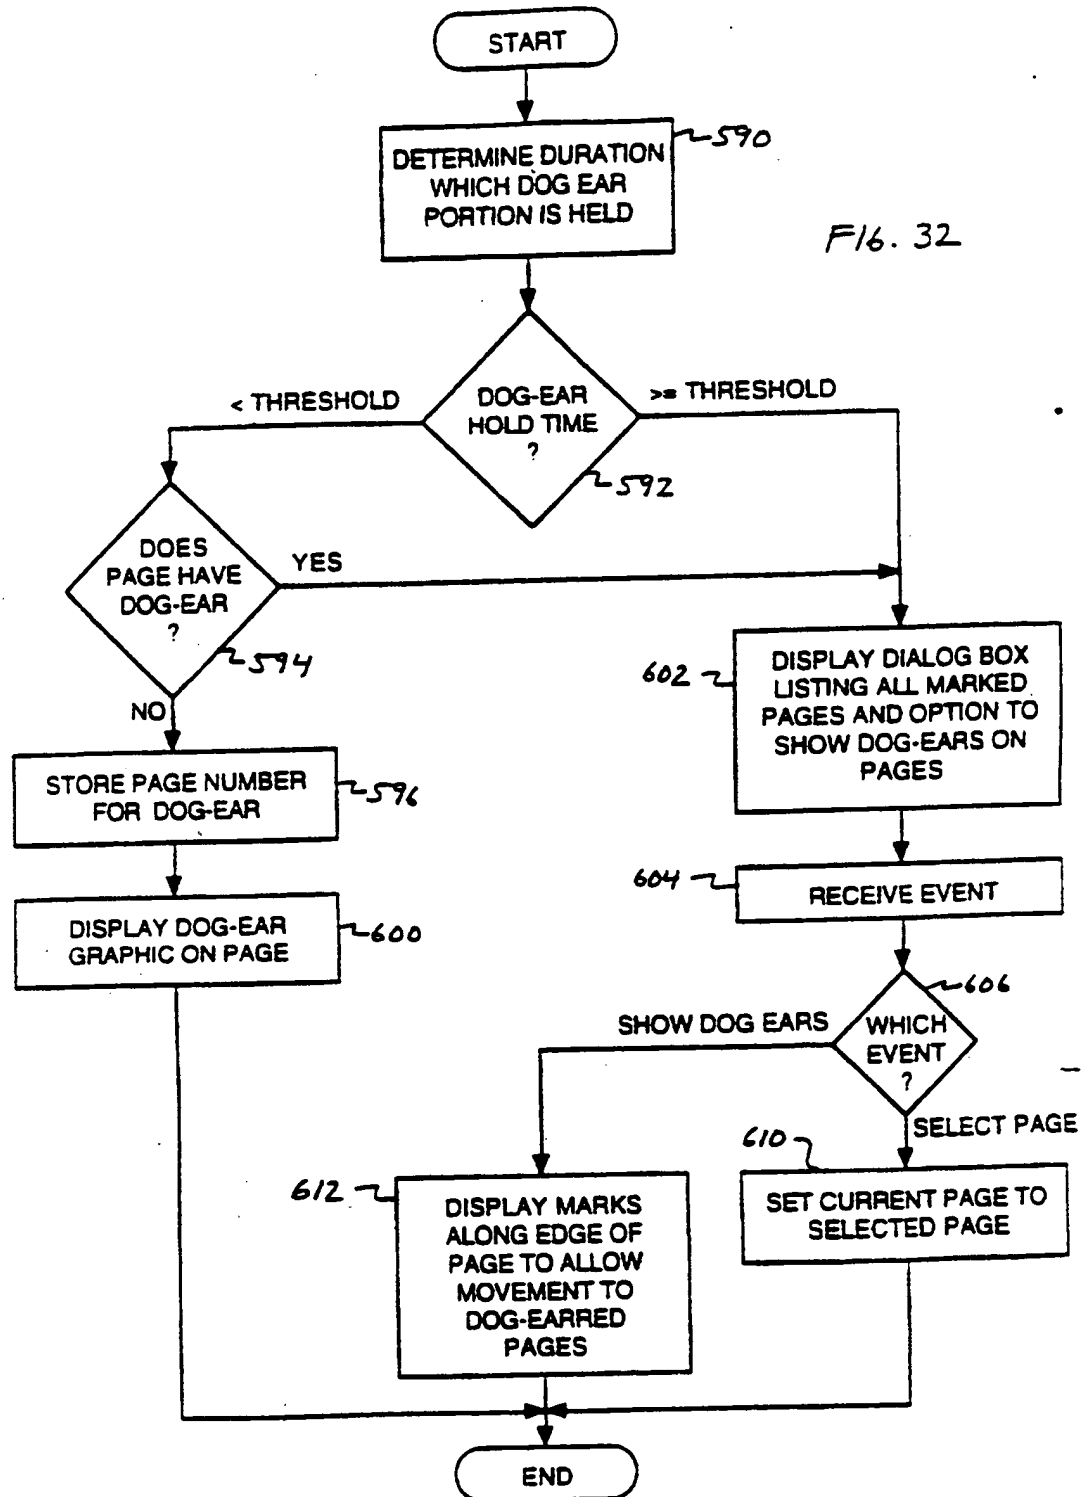 START
590
DETERMINE DURATION
WHICH DOG EAR
PORTION IS HELD
FIG. 32
< THRESHOLD
DOG-EAR
HOLD TIME
?
>= THRESHOLD
592
DOES
PAGE HAVE
DOG-EAR
?
YES
594
NO
602
DISPLAY DIALOG BOX
LISTING ALL MARKED
PAGES AND OPTION TO
SHOW DOG-EARS ON
PAGES
STORE PAGE NUMBER
FOR DOG-EAR
596
604
RECEIVE EVENT
DISPLAY DOG-EAR
GRAPHIC ON PAGE
600
606
SHOW DOG EARS
WHICH
EVENT
?
SELECT PAGE
610
612
DISPLAY MARKS
ALONG EDGE OF
PAGE TO ALLOW
MOVEMENT TO
DOG-EARRED
PAGES
SET CURRENT PAGE TO
SELECTED PAGE
END